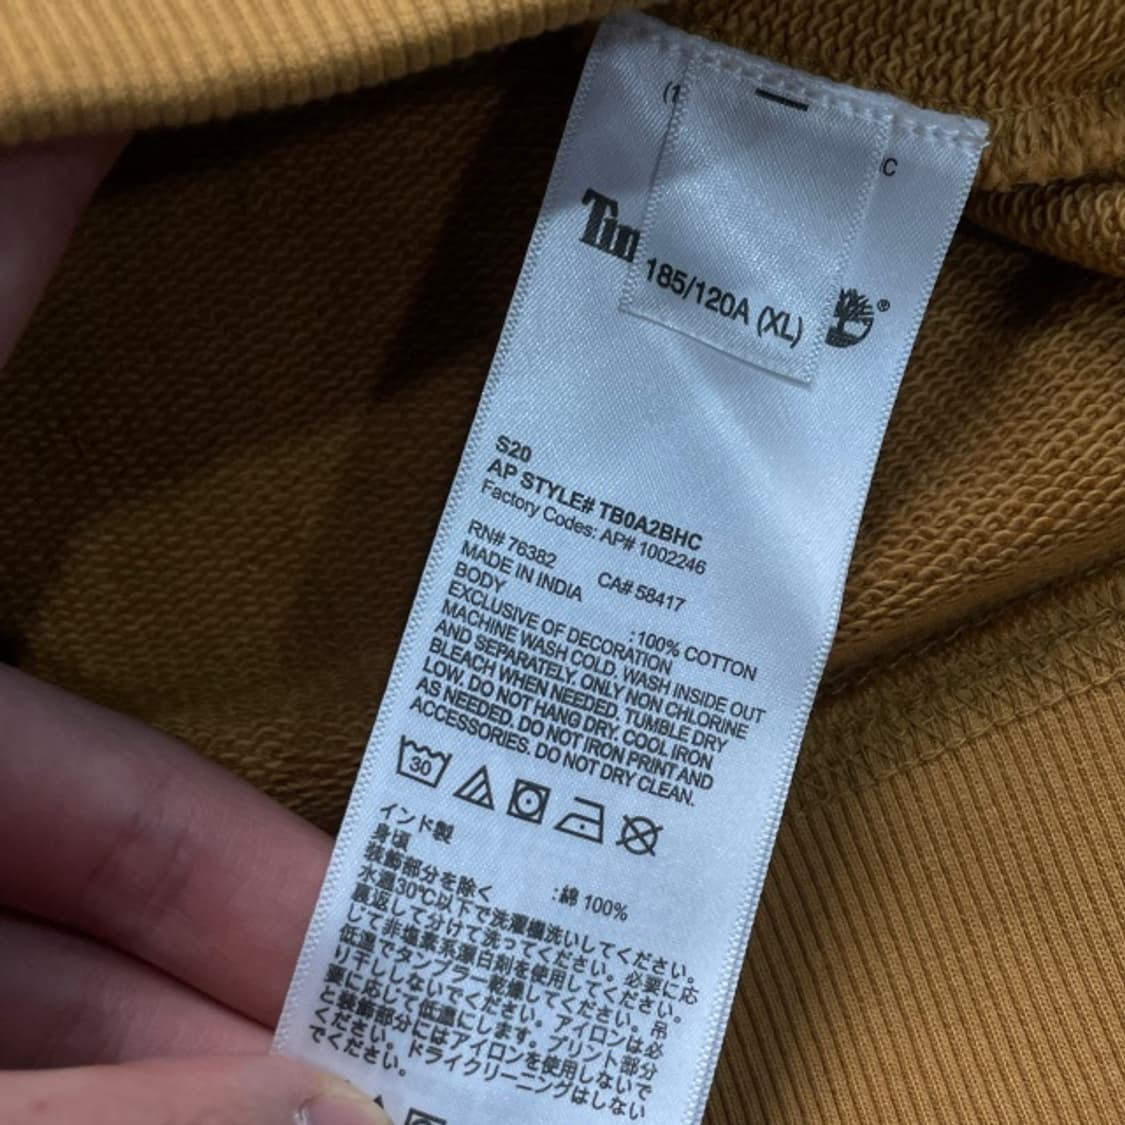 (1
C
Tim
®
185/120A (XL)
S20
AP STYLE# TB0A2BHC
Factory Codes: AP# 1002246
RN# 76382 CA# 58417
MADE IN INDIA
BODY :100% COTTON
EXCLUSIVE OF DECORATION
MACHINE WASH COLD. WASH INSIDE OUT
AND SEPARATELY. ONLY NON CHLORINE
BLEACH WHEN NEEDED. TUMBLE DRY
LOW. DO NOT HANG DRY. COOL IRON
AS NEEDED. DO NOT IRON PRINT AND
ACCESSORIES. DO NOT DRY CLEAN.
30
インド製
身頃 :綿 100%
装飾部分を除く
水温30℃以下で洗濯機洗いしてください。
裏返して分けて洗ってください。必要に応
じて非塩素系漂白剤を使用してください。
低温でタンブラー乾燥してください。吊
り干ししないでください。アイロンは必
要に応じて低温にします。プリント部分
と装飾部分にはアイロンを使用しないで
ください。ドライクリーニングはしない
でください。